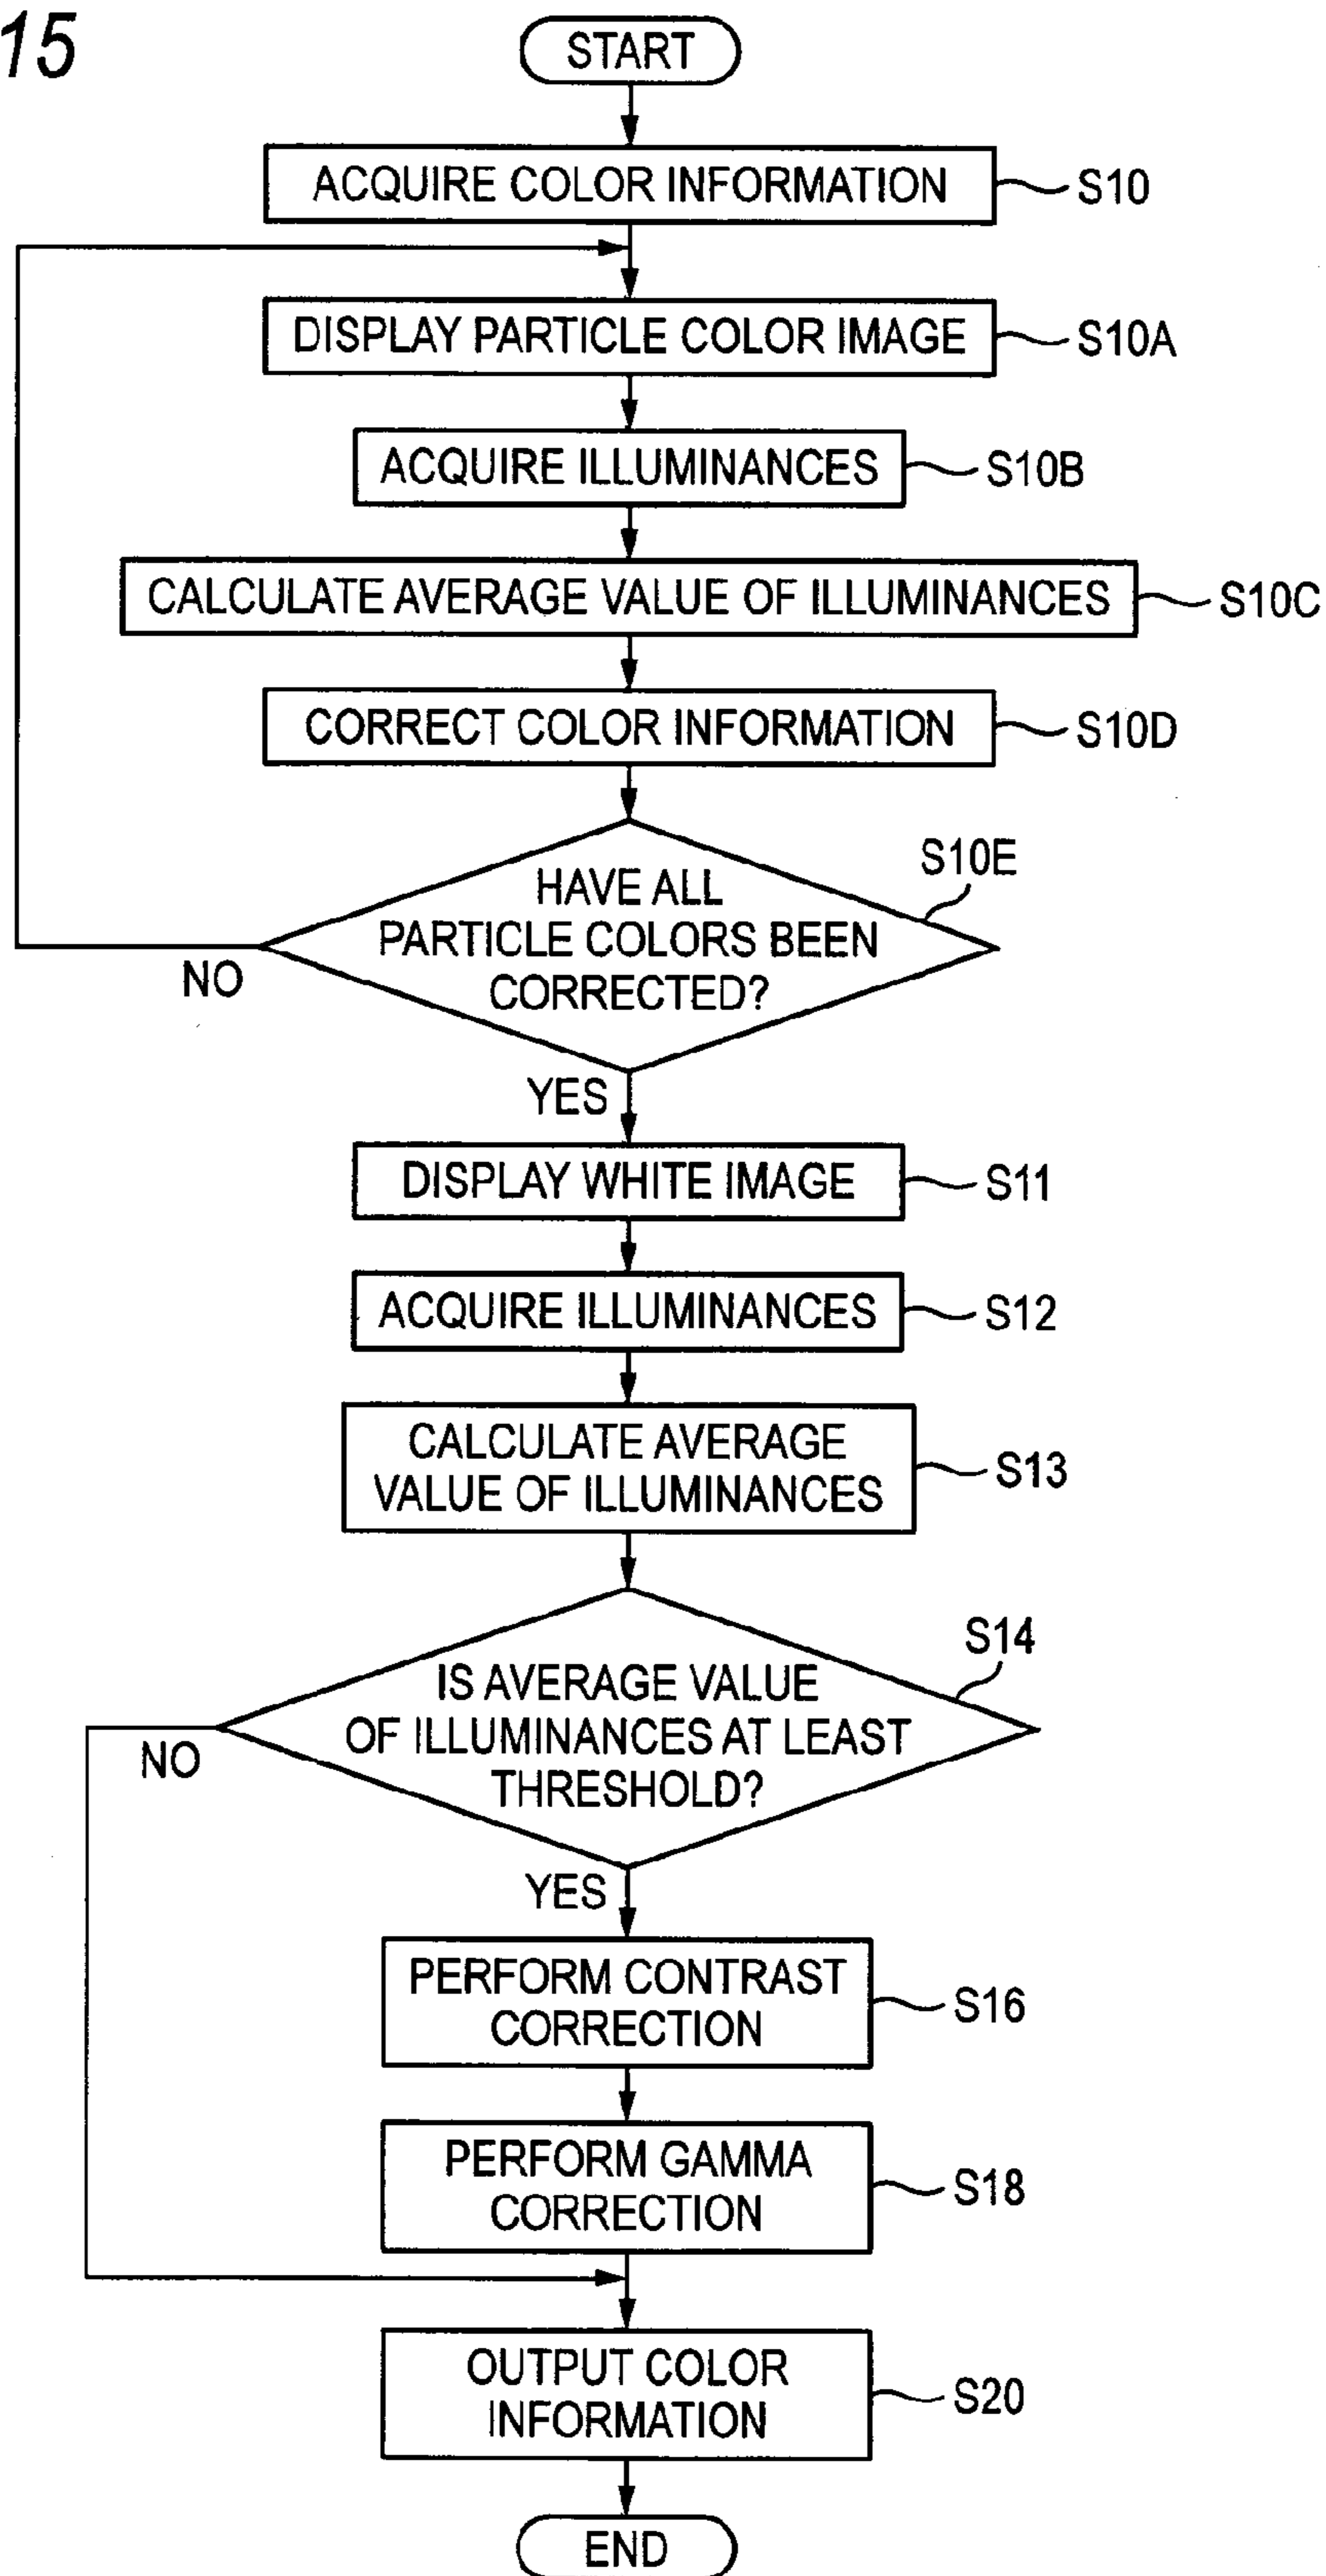 15
START
ACQUIRE COLOR INFORMATION
S10
DISPLAY PARTICLE COLOR IMAGE
S10A
ACQUIRE ILLUMINANCES
S10B
CALCULATE AVERAGE VALUE OF ILLUMINANCES
S10C
CORRECT COLOR INFORMATION
S10D
S10E
HAVE ALL
PARTICLE COLORS BEEN
CORRECTED?
NO
YES
DISPLAY WHITE IMAGE
S11
ACQUIRE ILLUMINANCES
S12
CALCULATE AVERAGE
VALUE OF ILLUMINANCES
S13
S14
IS AVERAGE VALUE
OF ILLUMINANCES AT LEAST
THRESHOLD?
NO
YES
PERFORM CONTRAST
CORRECTION
S16
PERFORM GAMMA
CORRECTION
S18
OUTPUT COLOR
INFORMATION
S20
END